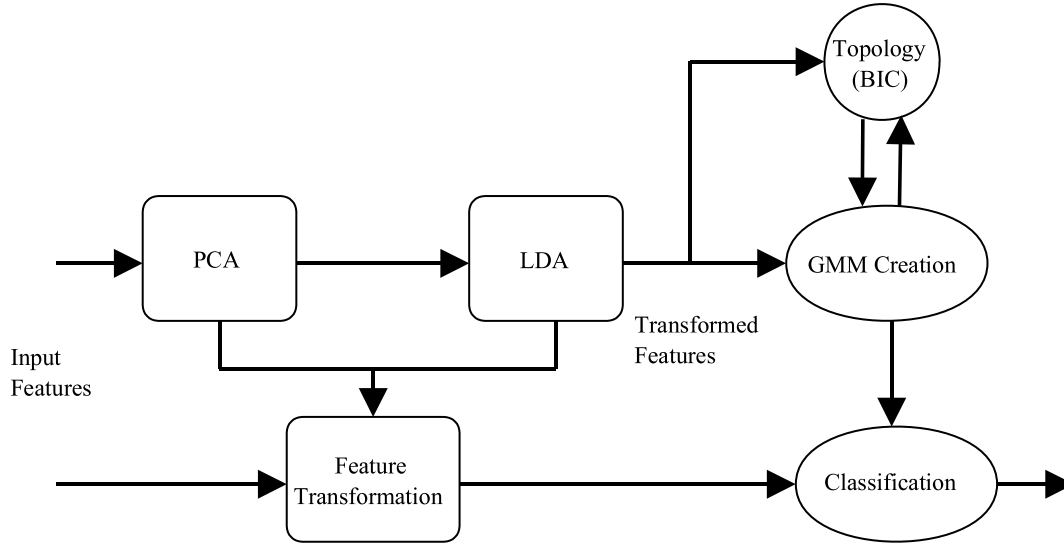 Topology
(BIC)
PCA
LDA
GMM Creation
Transformed
Features
Input
Features
Feature
Transformation
Classification